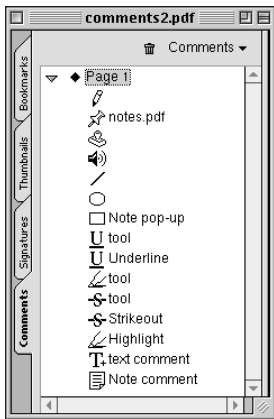 comments2.pdf
Comments
Bookmarks
Thumbnails
Signatures
Comments
Page 1
notes.pdf
Note pop-up
U tool
U Underline
tool
S tool
S Strikeout
Highlight
T+ text comment
Note comment